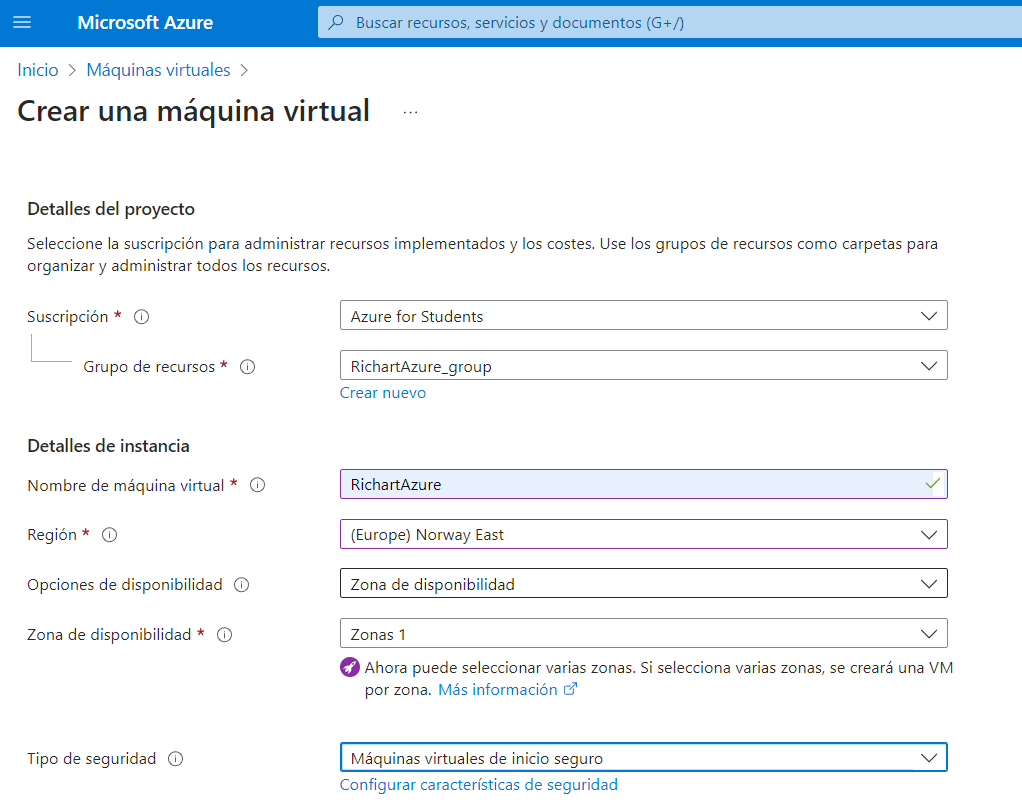 Microsoft Azure
Buscar recursos, servicios y documentos (G+/)
Inicio > Máquinas virtuales >
Crear una máquina virtual ...
Detalles del proyecto
Seleccione la suscripción para administrar recursos implementados y los costes. Use los grupos de recursos como carpetas para
organizar y administrar todos los recursos.
Suscripción * Azure for Students
Grupo de recursos * RichartAzure_group
Crear nuevo
Detalles de instancia
Nombre de máquina virtual * RichartAzure
Región * (Europe) Norway East
Opciones de disponibilidad Zona de disponibilidad
Zona de disponibilidad * Zonas 1
Ahora puede seleccionar varias zonas. Si selecciona varias zonas, se creará una VM
por zona. Más información
Tipo de seguridad Máquinas virtuales de inicio seguro
Configurar características de seguridad